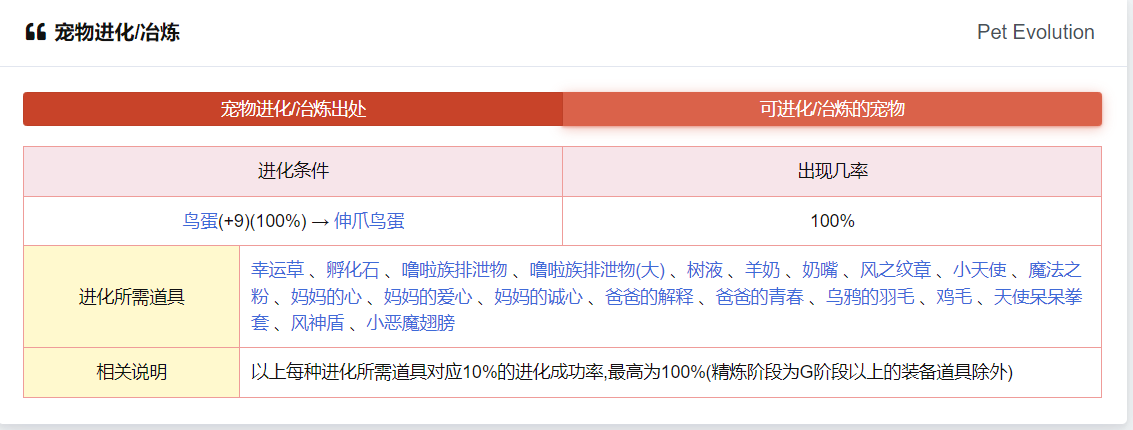 宠物进化/冶炼
Pet Evolution
宠物进化/冶炼出处
可进化/冶炼的宠物
进化条件
出现几率
鸟蛋(+9)(100%) → 伸爪鸟蛋
100%
进化所需道具
幸运草 、孵化石 、噜啦族排泄物 、噜啦族排泄物(大) 、树液 、羊奶 、奶嘴 、风之纹章 、小天使 、魔法之
粉 、妈妈的心 、妈妈的爱心 、妈妈的诚心 、爸爸的解释 、爸爸的青春 、乌鸦的羽毛 、鸡毛 、天使呆呆拳
套 、风神盾 、小恶魔翅膀
相关说明
以上每种进化所需道具对应10%的进化成功率,最高为100%(精炼阶段为G阶段以上的装备道具除外)